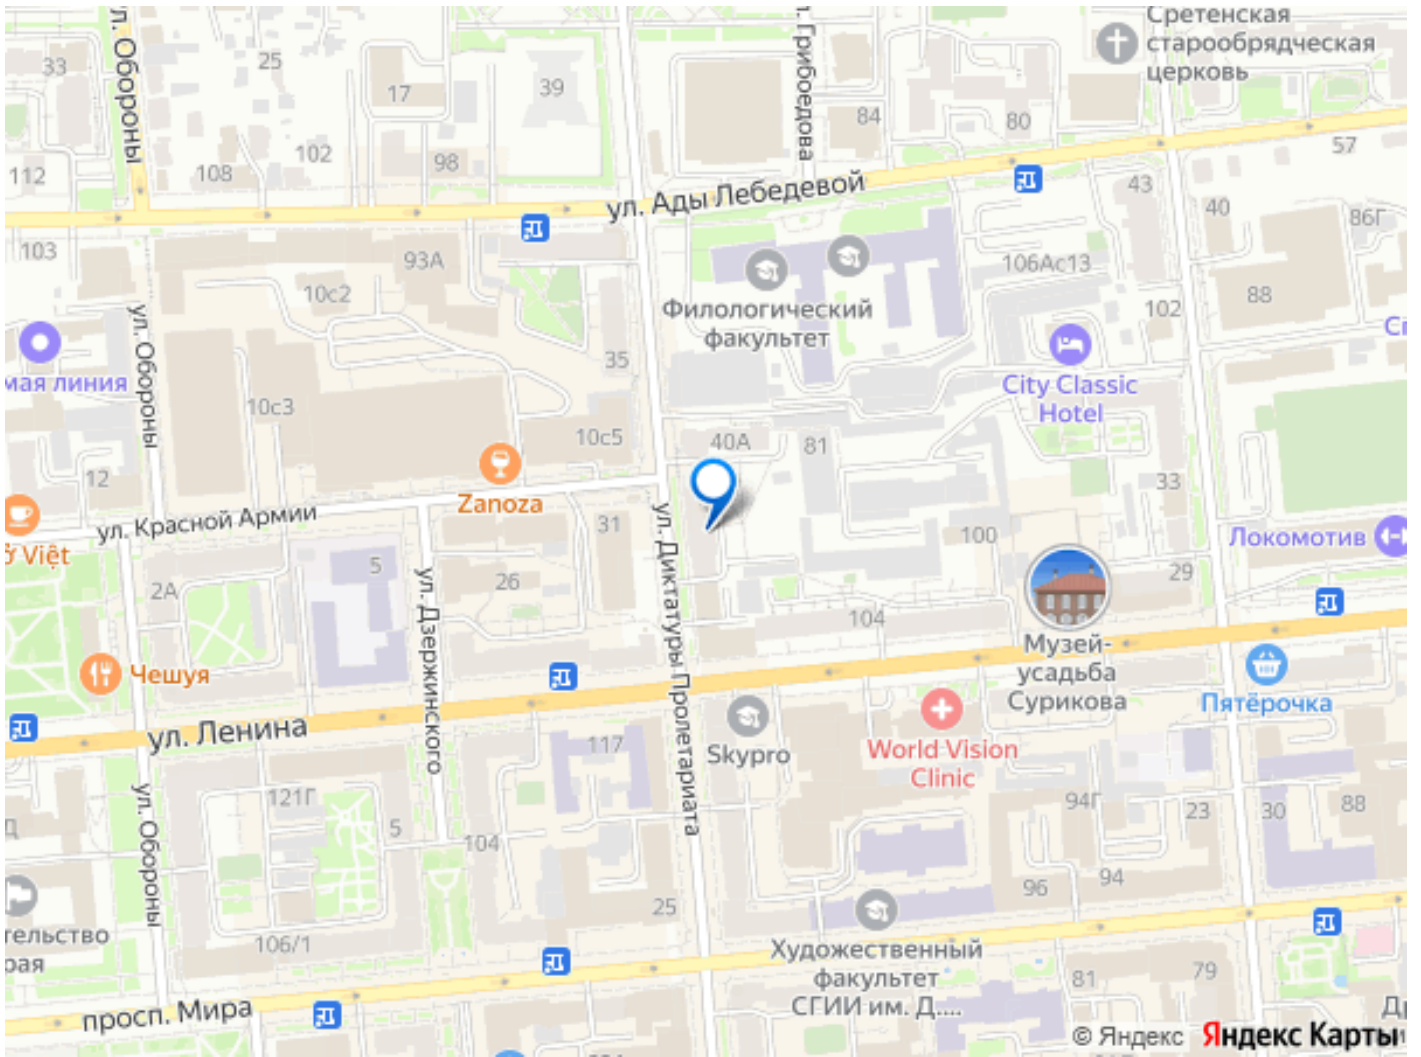 ул. Обороны
33
25
17
39
ул. Грибоедова
84
80
Сретенская
старообрядческая
церковь
57
112
108
102
98
ул. Ады Лебедевой
43
40
86Г
103
93А
10с2
106Ас13
102
88
Филологический
факультет
ул. Обороны
мая линия
35
City Classic
Hotel
10с3
10с5
40А
81
12
Zanoza
33
ул. Красной Армии
31
100
Локомотив
Việt
2А
5
26
ул. Дзержинского
ул. Диктатуры Пролетариата
104
29
Музей-
усадьба
Сурикова
Чешуя
Пятёрочка
ул. Ленина
117
Skypro
World Vision
Clinic
ул. Обороны
121Г
5
104
94Г
23
30
88
96
94
25
тельство
рая
106/1
Художественный
факультет
СГИИ им. Д....
81
79
просп. Мира
© Яндекс Яндекс Карты